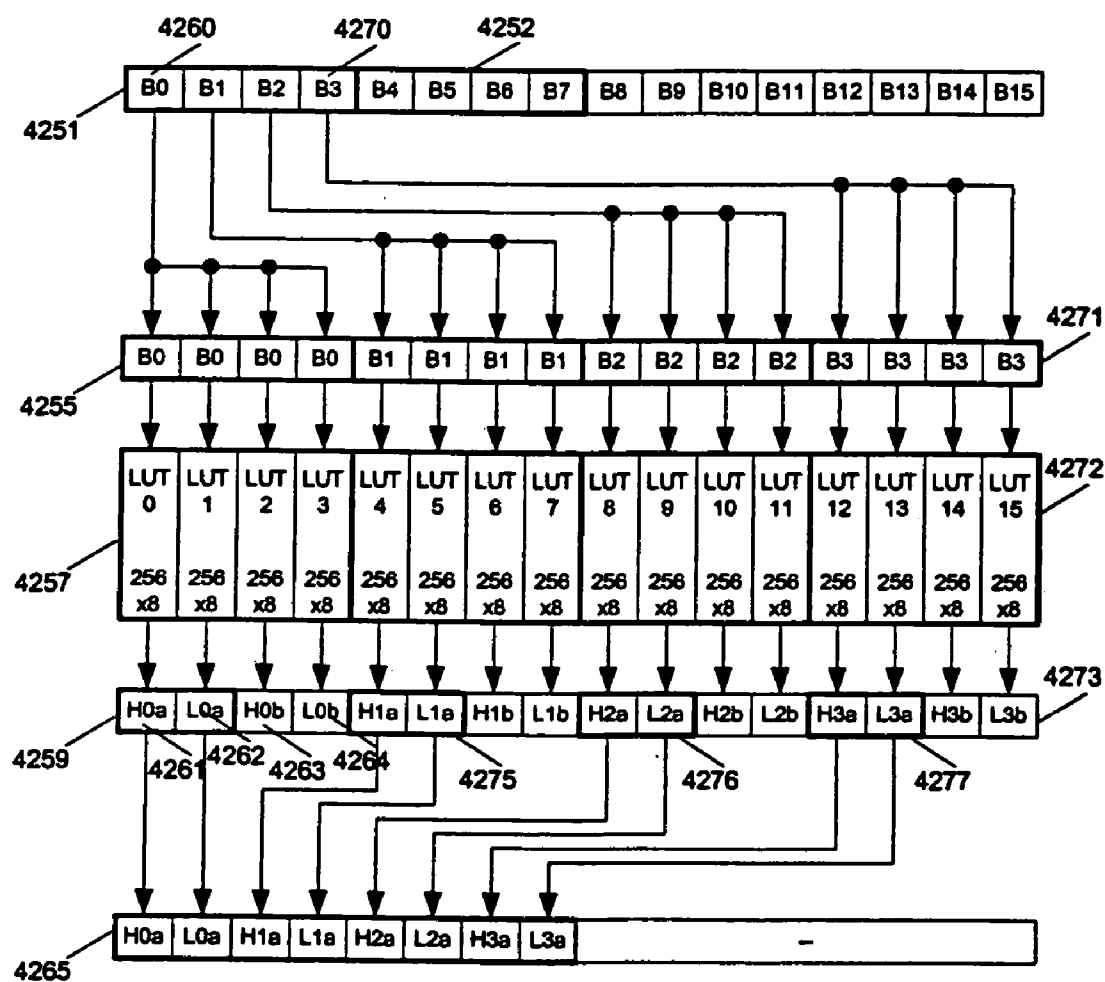 4260 4270 4252
B0 B1 B2 B3 B4 B5 B6 B7 B8 B9 B10 B11 B12 B13 B14 B15
4251
4271
B0 B0 B0 B0 B1 B1 B1 B1 B2 B2 B2 B2 B3 B3 B3 B3
4255
4272
LUT LUT LUT LUT LUT LUT LUT LUT LUT LUT LUT LUT LUT LUT LUT LUT
0 1 2 3 4 5 6 7 8 9 10 11 12 13 14 15
4257
256 256 256 256 256 256 256 256 256 256 256 256 256 256 256 256
x8 x8 x8 x8 x8 x8 x8 x8 x8 x8 x8 x8 x8 x8 x8 x8
4273
H0a L0a H0b L0b H1a L1a H1b L1b H2a L2a H2b L2b H3a L3a H3b L3b
4259 4261 4262 4263 4264 4275 4276 4277
H0a L0a H1a L1a H2a L2a H3a L3a –
4265